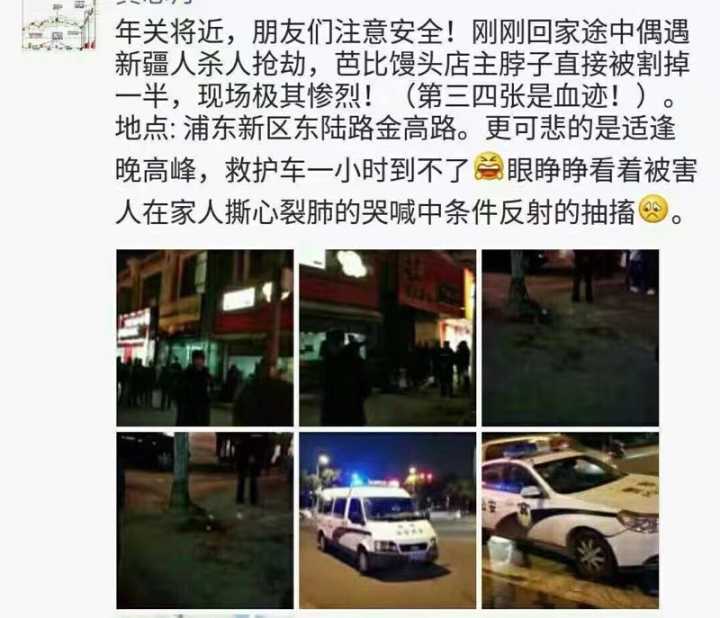 年关将近，朋友们注意安全！刚刚回家途中偶遇
新疆人杀人抢劫，芭比馒头店主脖子直接被割掉
一半，现场极其惨烈！（第三四张是血迹！）。
地点: 浦东新区东陆路金高路。更可悲的是适逢
晚高峰，救护车一小时到不了😫眼睁睁看着被害
人在家人撕心裂肺的哭喊中条件反射的抽搐☹️。